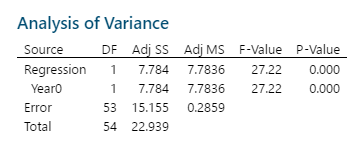 Analysis of Variance
Source DF Adj SS Adj MS F-Value P-Value
Regression 1 7.784 7.7836 27.22 0.000
Year0 1 7.784 7.7836 27.22 0.000
Error 53 15.155 0.2859
Total 54 22.939